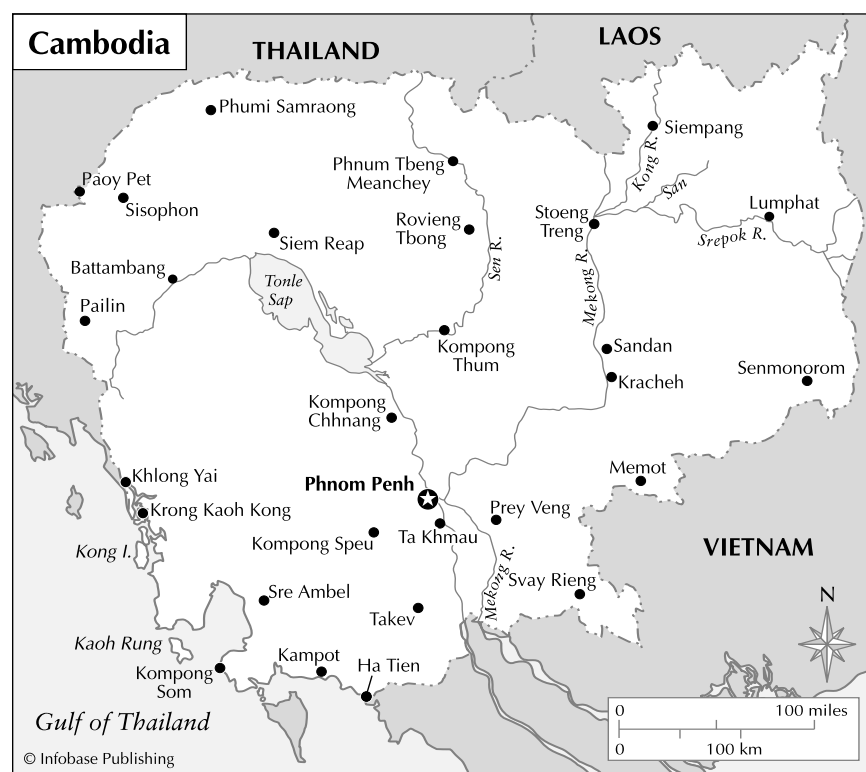 Cambodia
THAILAND
LAOS
Phumi Samraong
Siempang
Kong R.
Phnum Tbeng
Meanchey
San
Paoy Pet
Sisophon
Lumphat
Stoeng
Treng
Rovieng
Tbong
Siem Reap
Srepok R.
Sen R.
Mekong R.
Battambang
Tonle
Sap
Pailin
Kompong
Thum
Sandan
Kracheh
Senmonorom
Kompong
Chhnang
Khlong Yai
Memot
Phnom Penh
Krong Kaoh Kong
Prey Veng
Ta Khmau
Kompong Speu
Kong I.
VIETNAM
Mekong R.
Svay Rieng
Sre Ambel
Takev
N
Kaoh Rung
Kampot
Ha Tien
Kompong
Som
Gulf of Thailand
0 100 miles
0 100 km
© Infobase Publishing